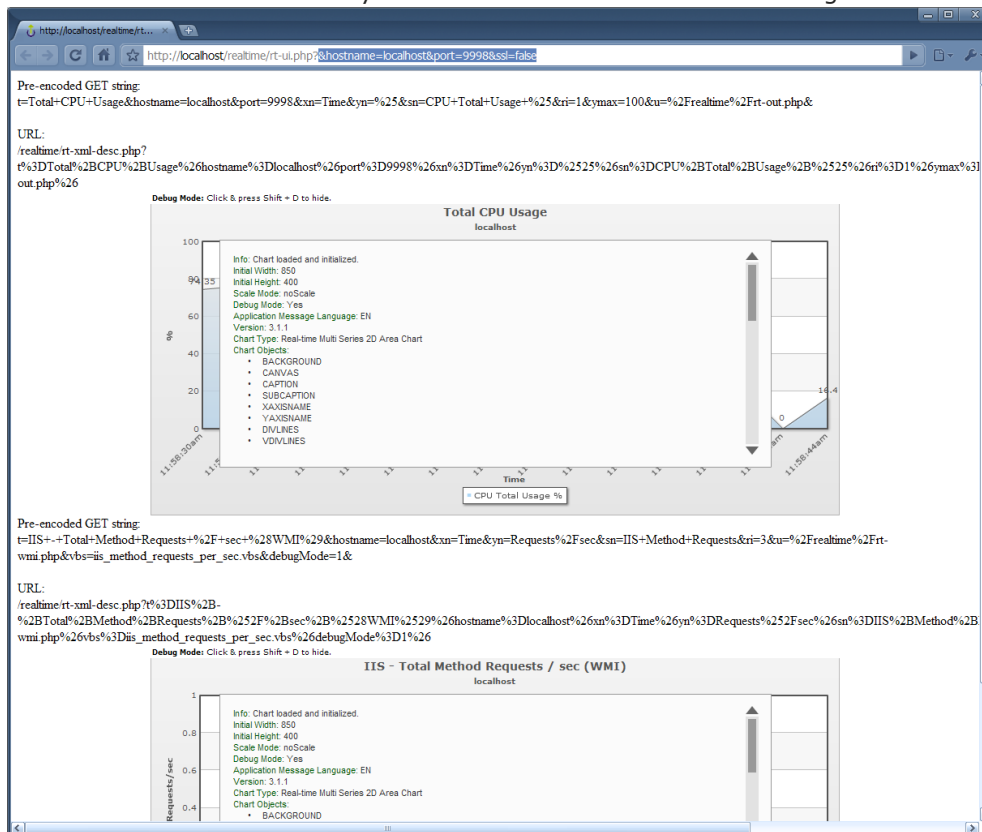 http://localhost/realtime/rt...
http://localhost/realtime/rt-ui.php?&hostname=localhost&port=9998&ssl=false
Pre-encoded GET string:
t=Total+CPU+Usage&hostname=localhost&port=9998&xn=Time&yn=%25&sn=CPU+Total+Usage+%25&ri=1&ymax=100&u=%2Frealtime%2Frt-out.php&
URL:
/realtime/rt-xml-desc.php?
t%3DTotal%2BCPU%2BUsage%26hostname%3Dlocalhost%26port%3D9998%26xn%3DTime%26yn%3D%2525%26sn%3DCPU%2BTotal%2BUsage%2B%2525%26ri%3D1%26ymax%3
out.php%26
Debug Mode: Click & press Shift + D to hide.
Total CPU Usage
localhost
100
80
74.35
60
%
40
20
0
Info: Chart loaded and initialized.
Initial Width: 850
Initial Height: 400
Scale Mode: noScale
Debug Mode: Yes
Application Message Language: EN
Version: 3.1.1
Chart Type: Real-time Multi Series 2D Area Chart
Chart Objects:
• BACKGROUND
• CANVAS
• CAPTION
• SUBCAPTION
• XAXISNAME
• YAXISNAME
• DIVLINES
• VDIVLINES
16.4
0
11:58:30am
11:58:44am
Time
CPU Total Usage %
Pre-encoded GET string:
t=IIS+-+Total+Method+Requests+%2F+sec+%28WMI%29&hostname=localhost&xn=Time&yn=Requests%2Fsec&sn=IIS+Method+Requests&ri=3&u=%2Frealtime%2Frt-
wmi.php&vbs=iis_method_requests_per_sec.vbs&debugMode=1&
URL:
/realtime/rt-xml-desc.php?t%3DIIS%2B-
%2BTotal%2BMethod%2BRequests%2B%252F%2Bsec%2B%2528WMI%2529%26hostname%3Dlocalhost%26xn%3DTime%26yn%3DRequests%252Fsec%26sn%3DIIS%2BMethod%2B
wmi.php%26vbs%3Diis_method_requests_per_sec.vbs%26debugMode%3D1%26
Debug Mode: Click & press Shift + D to hide.
IIS - Total Method Requests / sec (WMI)
localhost
1
0.8
0.6
0.4
Requests/sec
Info: Chart loaded and initialized.
Initial Width: 850
Initial Height: 400
Scale Mode: noScale
Debug Mode: Yes
Application Message Language: EN
Version: 3.1.1
Chart Type: Real-time Multi Series 2D Area Chart
Chart Objects:
• BACKGROUND